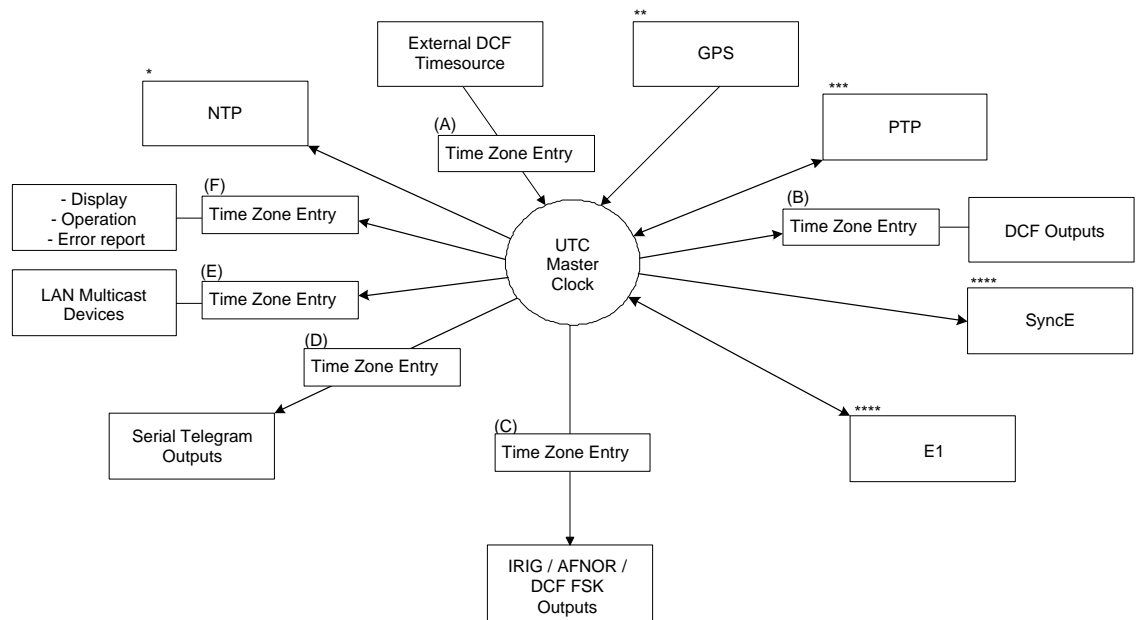 External DCF
Timesource
**
GPS
*
NTP
***
PTP
(A)
Time Zone Entry
(F)
Time Zone Entry
- Display
- Operation
- Error report
(B)
Time Zone Entry
DCF Outputs
UTC
Master
Clock
(E)
Time Zone Entry
LAN Multicast
Devices
****
SyncE
(D)
Time Zone Entry
Serial Telegram
Outputs
(C)
Time Zone Entry
****
E1
IRIG / AFNOR /
DCF FSK
Outputs